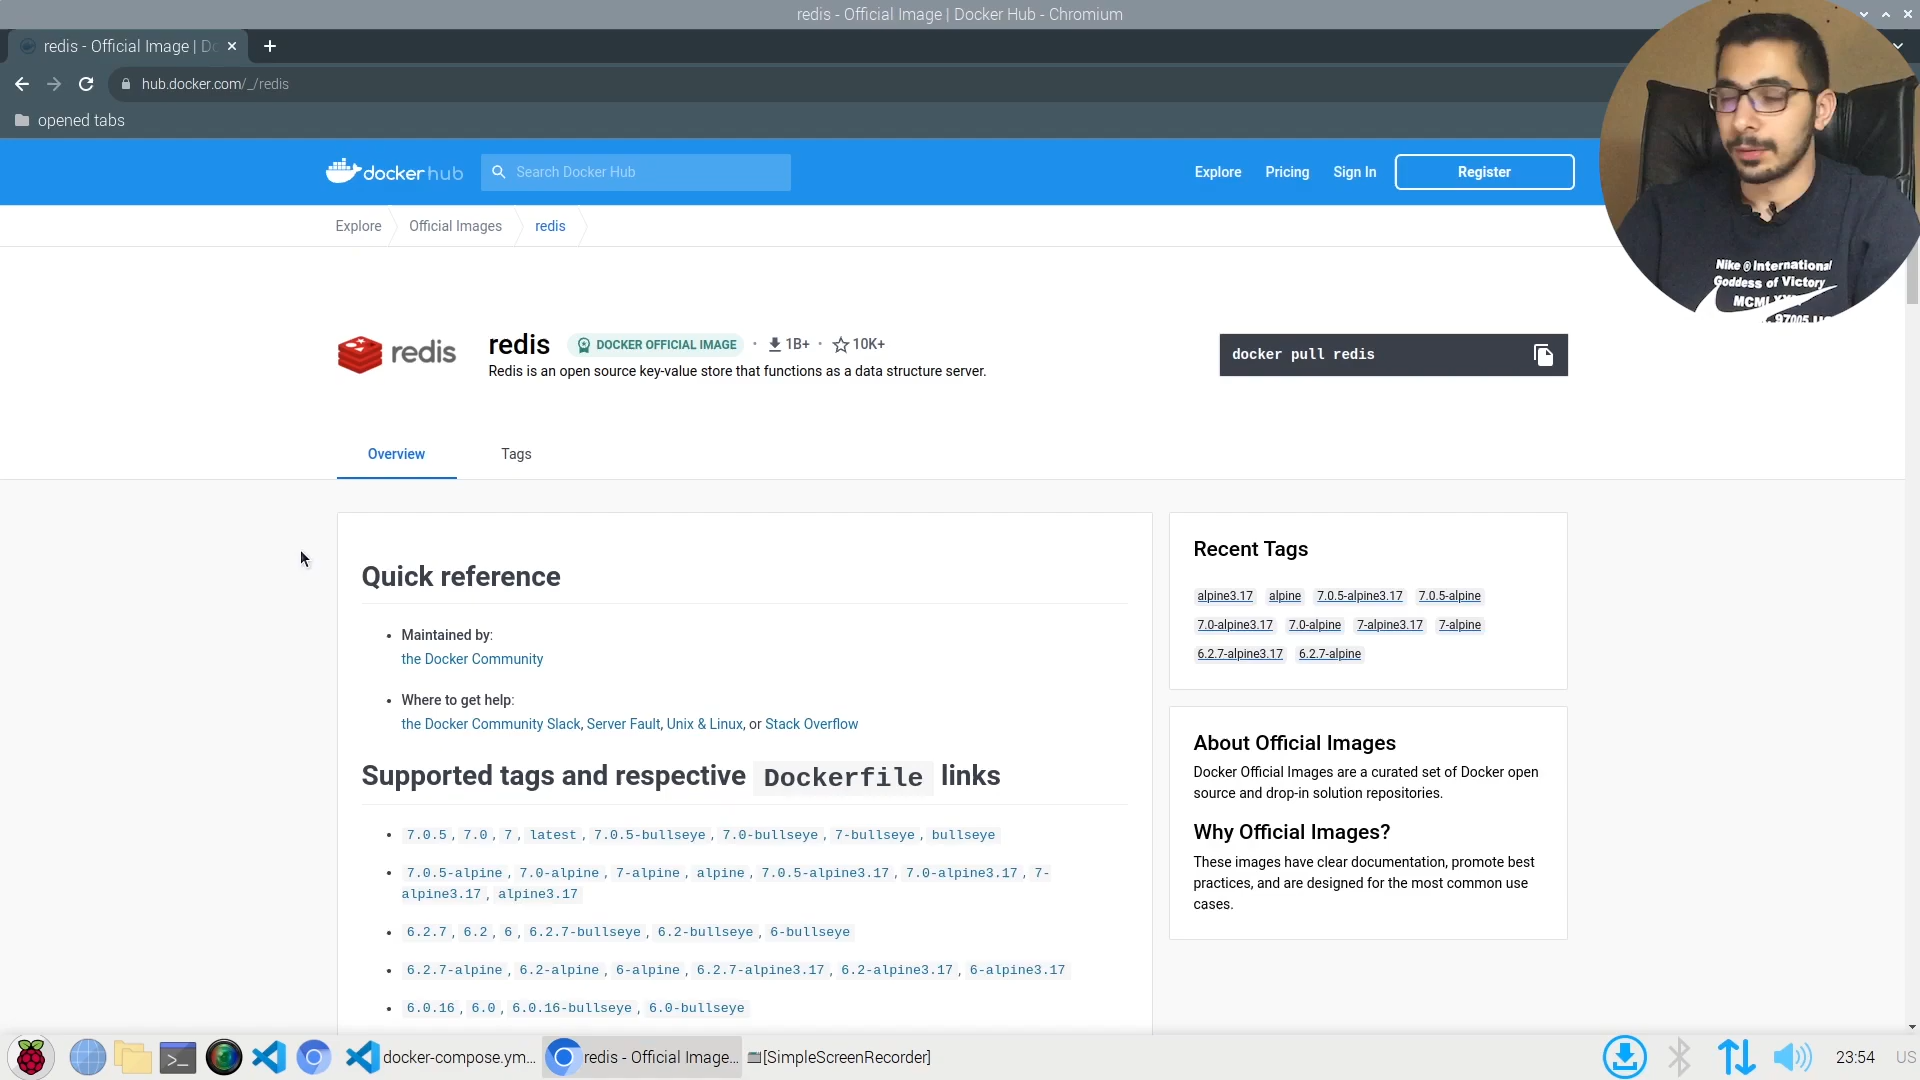 redis - Official Image | Docker Hub - Chromium
redis - Official Image | Do
hub.docker.com/_/redis
opened tabs
docker hub
Search Docker Hub
Explore
Pricing
Sign In
Register
Explore
Official Images
redis
redis
redis
DOCKER OFFICIAL IMAGE
1B+
10K+
Redis is an open source key-value store that functions as a data structure server.
docker pull redis
Overview
Tags
Quick reference
• Maintained by:
the Docker Community
• Where to get help:
the Docker Community Slack, Server Fault, Unix & Linux, or Stack Overflow
Supported tags and respective Dockerfile links
• 7.0.5, 7.0, 7, latest, 7.0.5-bullseye, 7.0-bullseye, 7-bullseye, bullseye
• 7.0.5-alpine, 7.0-alpine, 7-alpine, alpine, 7.0.5-alpine3.17, 7.0-alpine3.17, 7-
alpine3.17, alpine3.17
• 6.2.7, 6.2, 6, 6.2.7-bullseye, 6.2-bullseye, 6-bullseye
• 6.2.7-alpine, 6.2-alpine, 6-alpine, 6.2.7-alpine3.17, 6.2-alpine3.17, 6-alpine3.17
• 6.0.16, 6.0, 6.0.16-bullseye, 6.0-bullseye
Recent Tags
alpine3.17 alpine 7.0.5-alpine3.17 7.0.5-alpine
7.0-alpine3.17 7.0-alpine 7-alpine3.17 7-alpine
6.2.7-alpine3.17 6.2.7-alpine
About Official Images
Docker Official Images are a curated set of Docker open
source and drop-in solution repositories.
Why Official Images?
These images have clear documentation, promote best
practices, and are designed for the most common use
cases.
Nike ® International
Goddess of Victory
docker-compose.ym...
redis - Official Image...
[SimpleScreenRecorder]
23:54
US